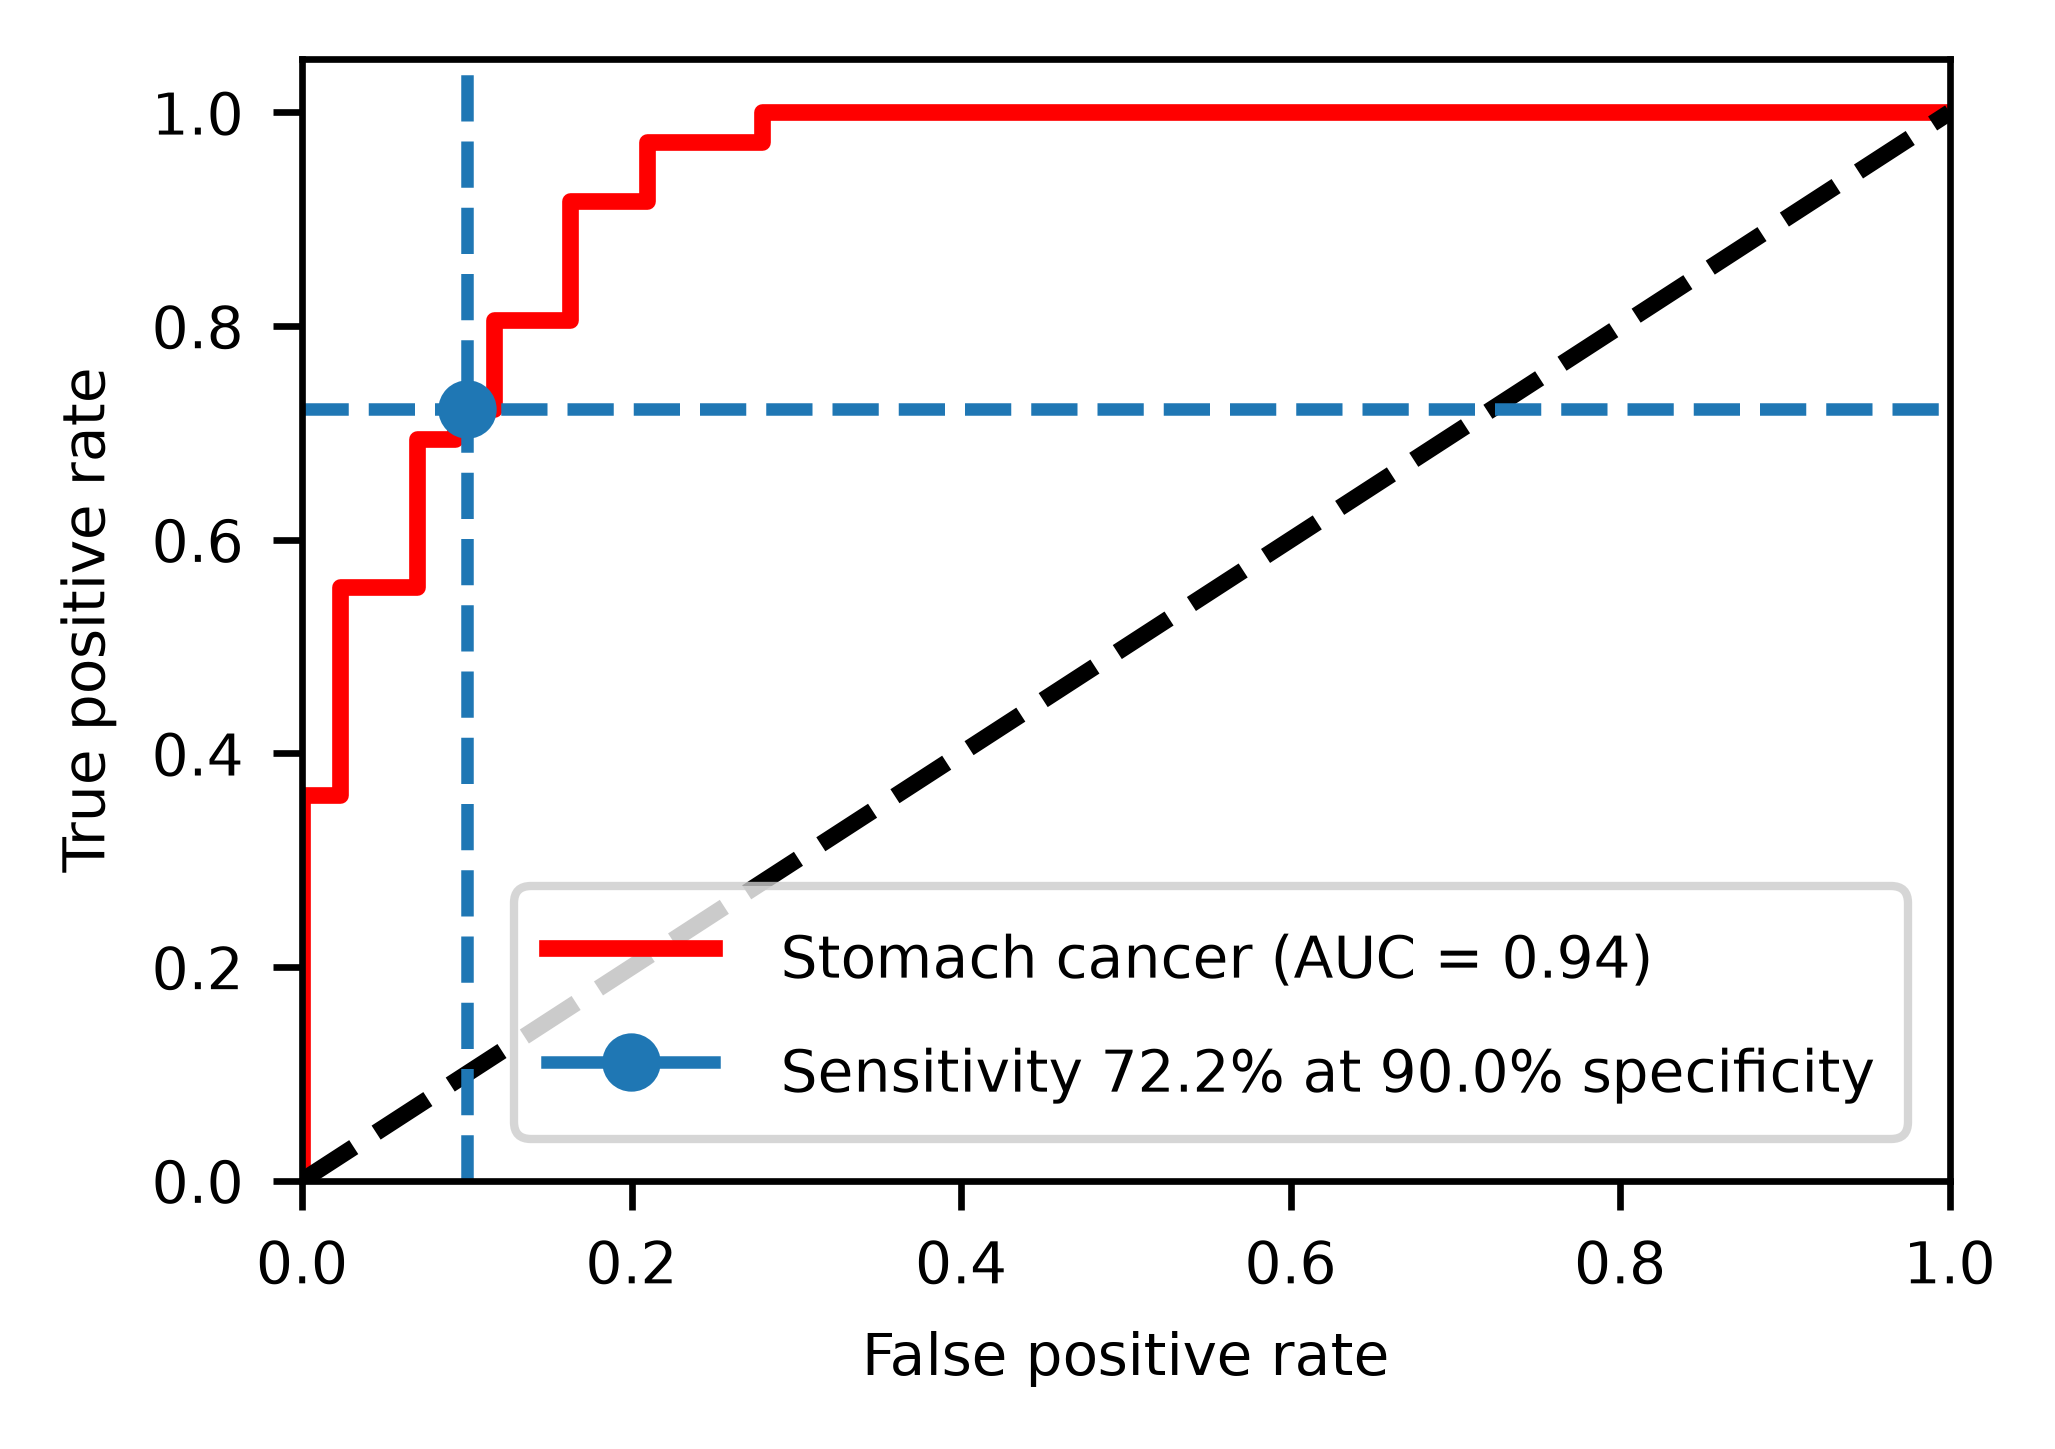 1.0
0.8
0.6
0.4
0.2
0.0
True positive rate
Stomach cancer (AUC = 0.94)
Sensitivity 72.2% at 90.0% specificity
0.0 0.2 0.4 0.6 0.8 1.0
False positive rate